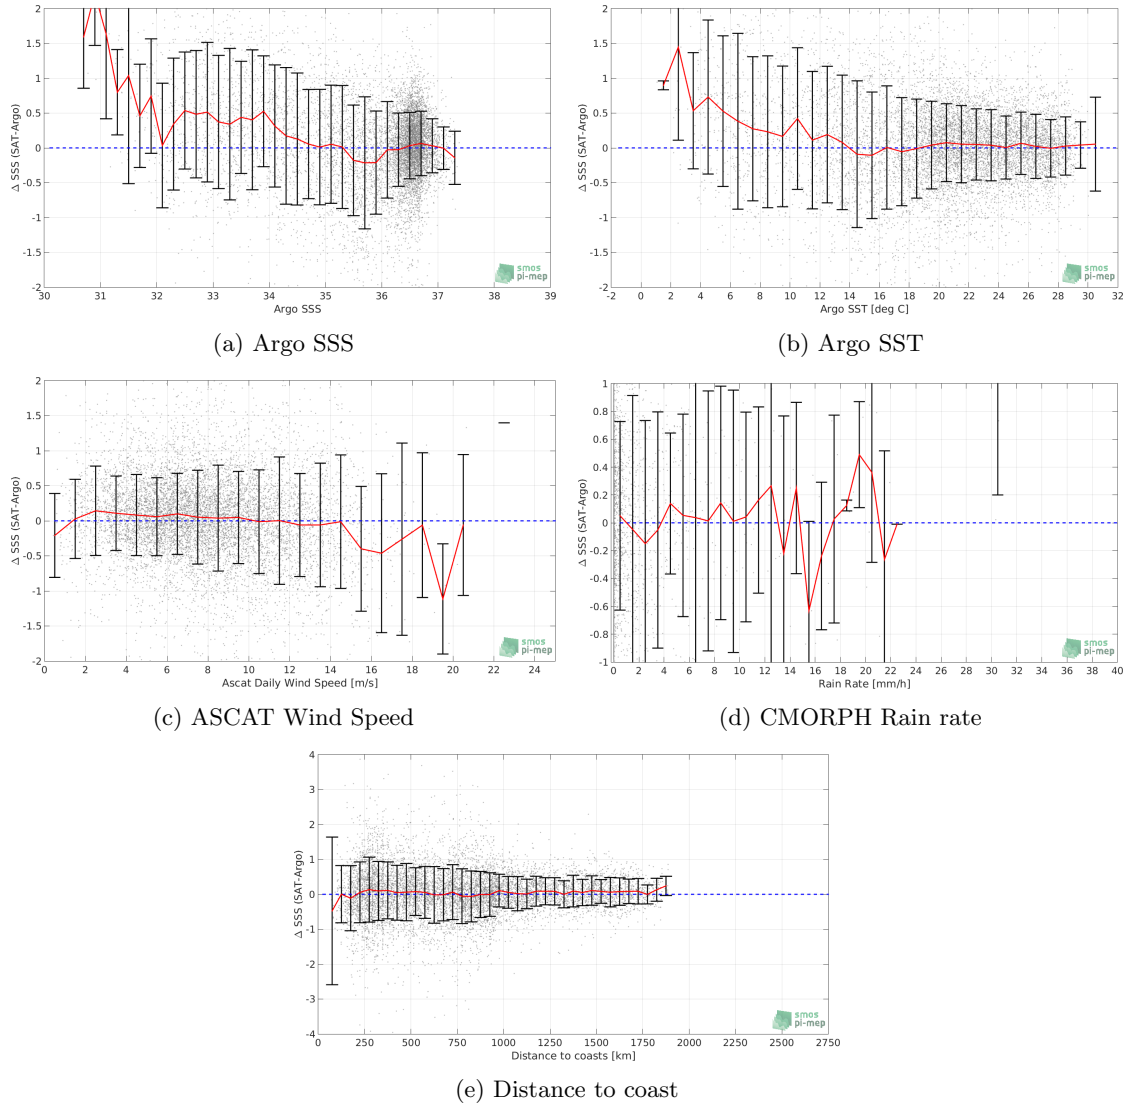 2
1.5
1
0.5
0
-0.5
-1
-1.5
-2
Δ SSS (SAT-Argo)
30 31 32 33 34 35 36 37 38 39
Argo SSS
smos
pi-mep
(a) Argo SSS
2
1.5
1
0.5
0
-0.5
-1
-1.5
-2
Δ SSS (SAT-Argo)
-2 0 2 4 6 8 10 12 14 16 18 20 22 24 26 28 30 32
Argo SST [deg C]
smos
pi-mep
(b) Argo SST
2
1.5
1
0.5
0
-0.5
-1
-1.5
-2
Δ SSS (SAT-Argo)
0 2 4 6 8 10 12 14 16 18 20 22 24
Ascat Daily Wind Speed [m/s]
smos
pi-mep
(c) ASCAT Wind Speed
1
0.8
0.6
0.4
0.2
0
-0.2
-0.4
-0.6
-0.8
-1
Δ SSS (SAT-Argo)
0 2 4 6 8 10 12 14 16 18 20 22 24 26 28 30 32 34 36 38 40
Rain Rate [mm/h]
smos
pi-mep
(d) CMORPH Rain rate
4
3
2
1
0
-1
-2
-3
-4
Δ SSS (SAT-Argo)
0 250 500 750 1000 1250 1500 1750 2000 2250 2500 2750
Distance to coasts [km]
smos
pi-mep
(e) Distance to coast